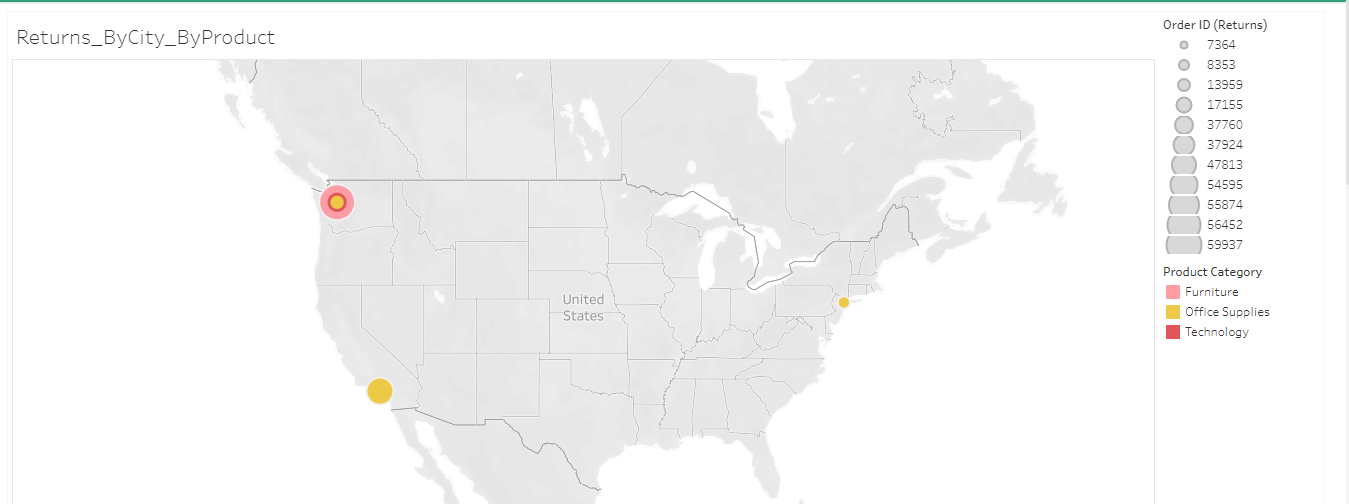 Returns_ByCity_ByProduct
United
States
Order ID (Returns)
7364
8353
13959
17155
37760
37924
47813
54595
55874
56452
59937
Product Category
Furniture
Office Supplies
Technology